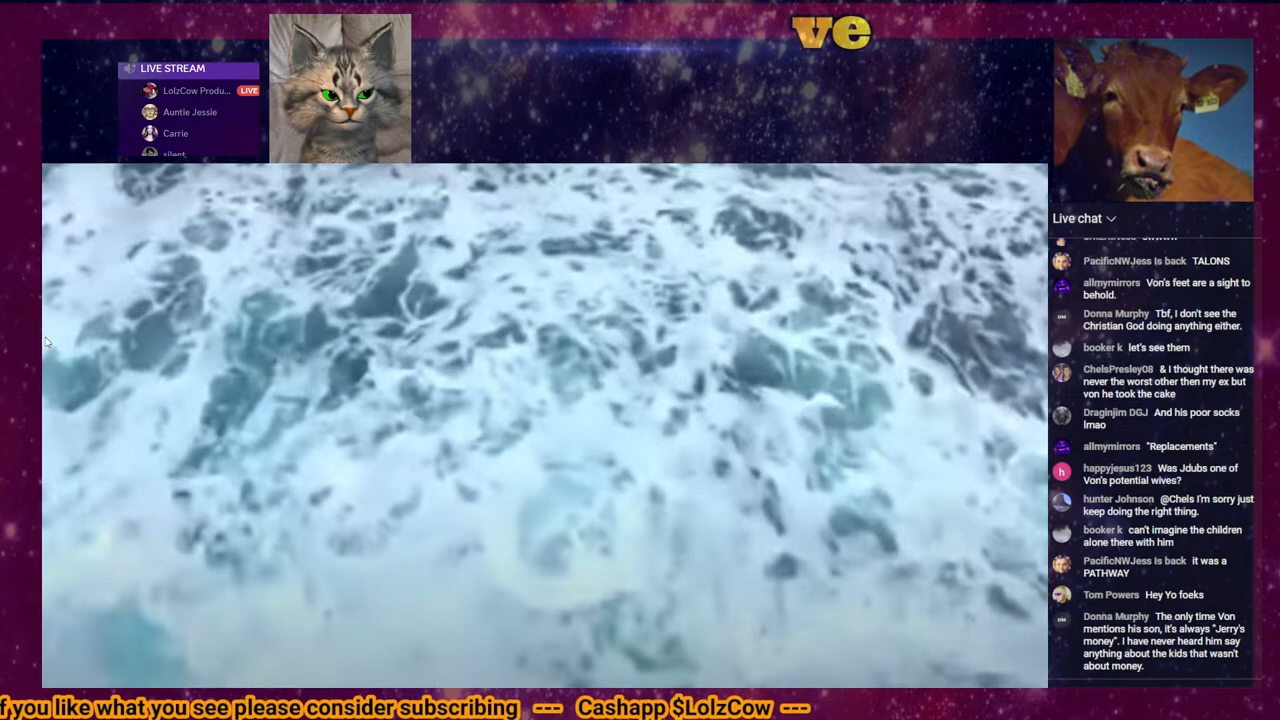 ve
LIVE STREAM
LolzCow Produ... LIVE
Auntie Jessie
Carrie
silent
Live chat
PacificNWJess Is back TALONS
allmymirrors Von's feet are a sight to
behold.
Donna Murphy Tbf, I don't see the
Christian God doing anything either.
booker k let's see them
ChelsPresley08 & I thought there was
never the worst other then my ex but
von he took the cake
Draginjim DGJ And his poor socks
lmao
allmymirrors "Replacements"
h happyjesus123 Was Jdubs one of
Von's potential wives?
hunter Johnson @Chels I'm sorry just
keep doing the right thing.
booker k can't imagine the children
alone there with him
PacificNWJess Is back it was a
PATHWAY
Tom Powers Hey Yo foeks
Donna Murphy The only time Von
mentions his son, it's always "Jerry's
money". I have never heard him say
anything about the kids that wasn't
about money.
f you like what you see please consider subscribing --- Cashapp $LolzCow ---